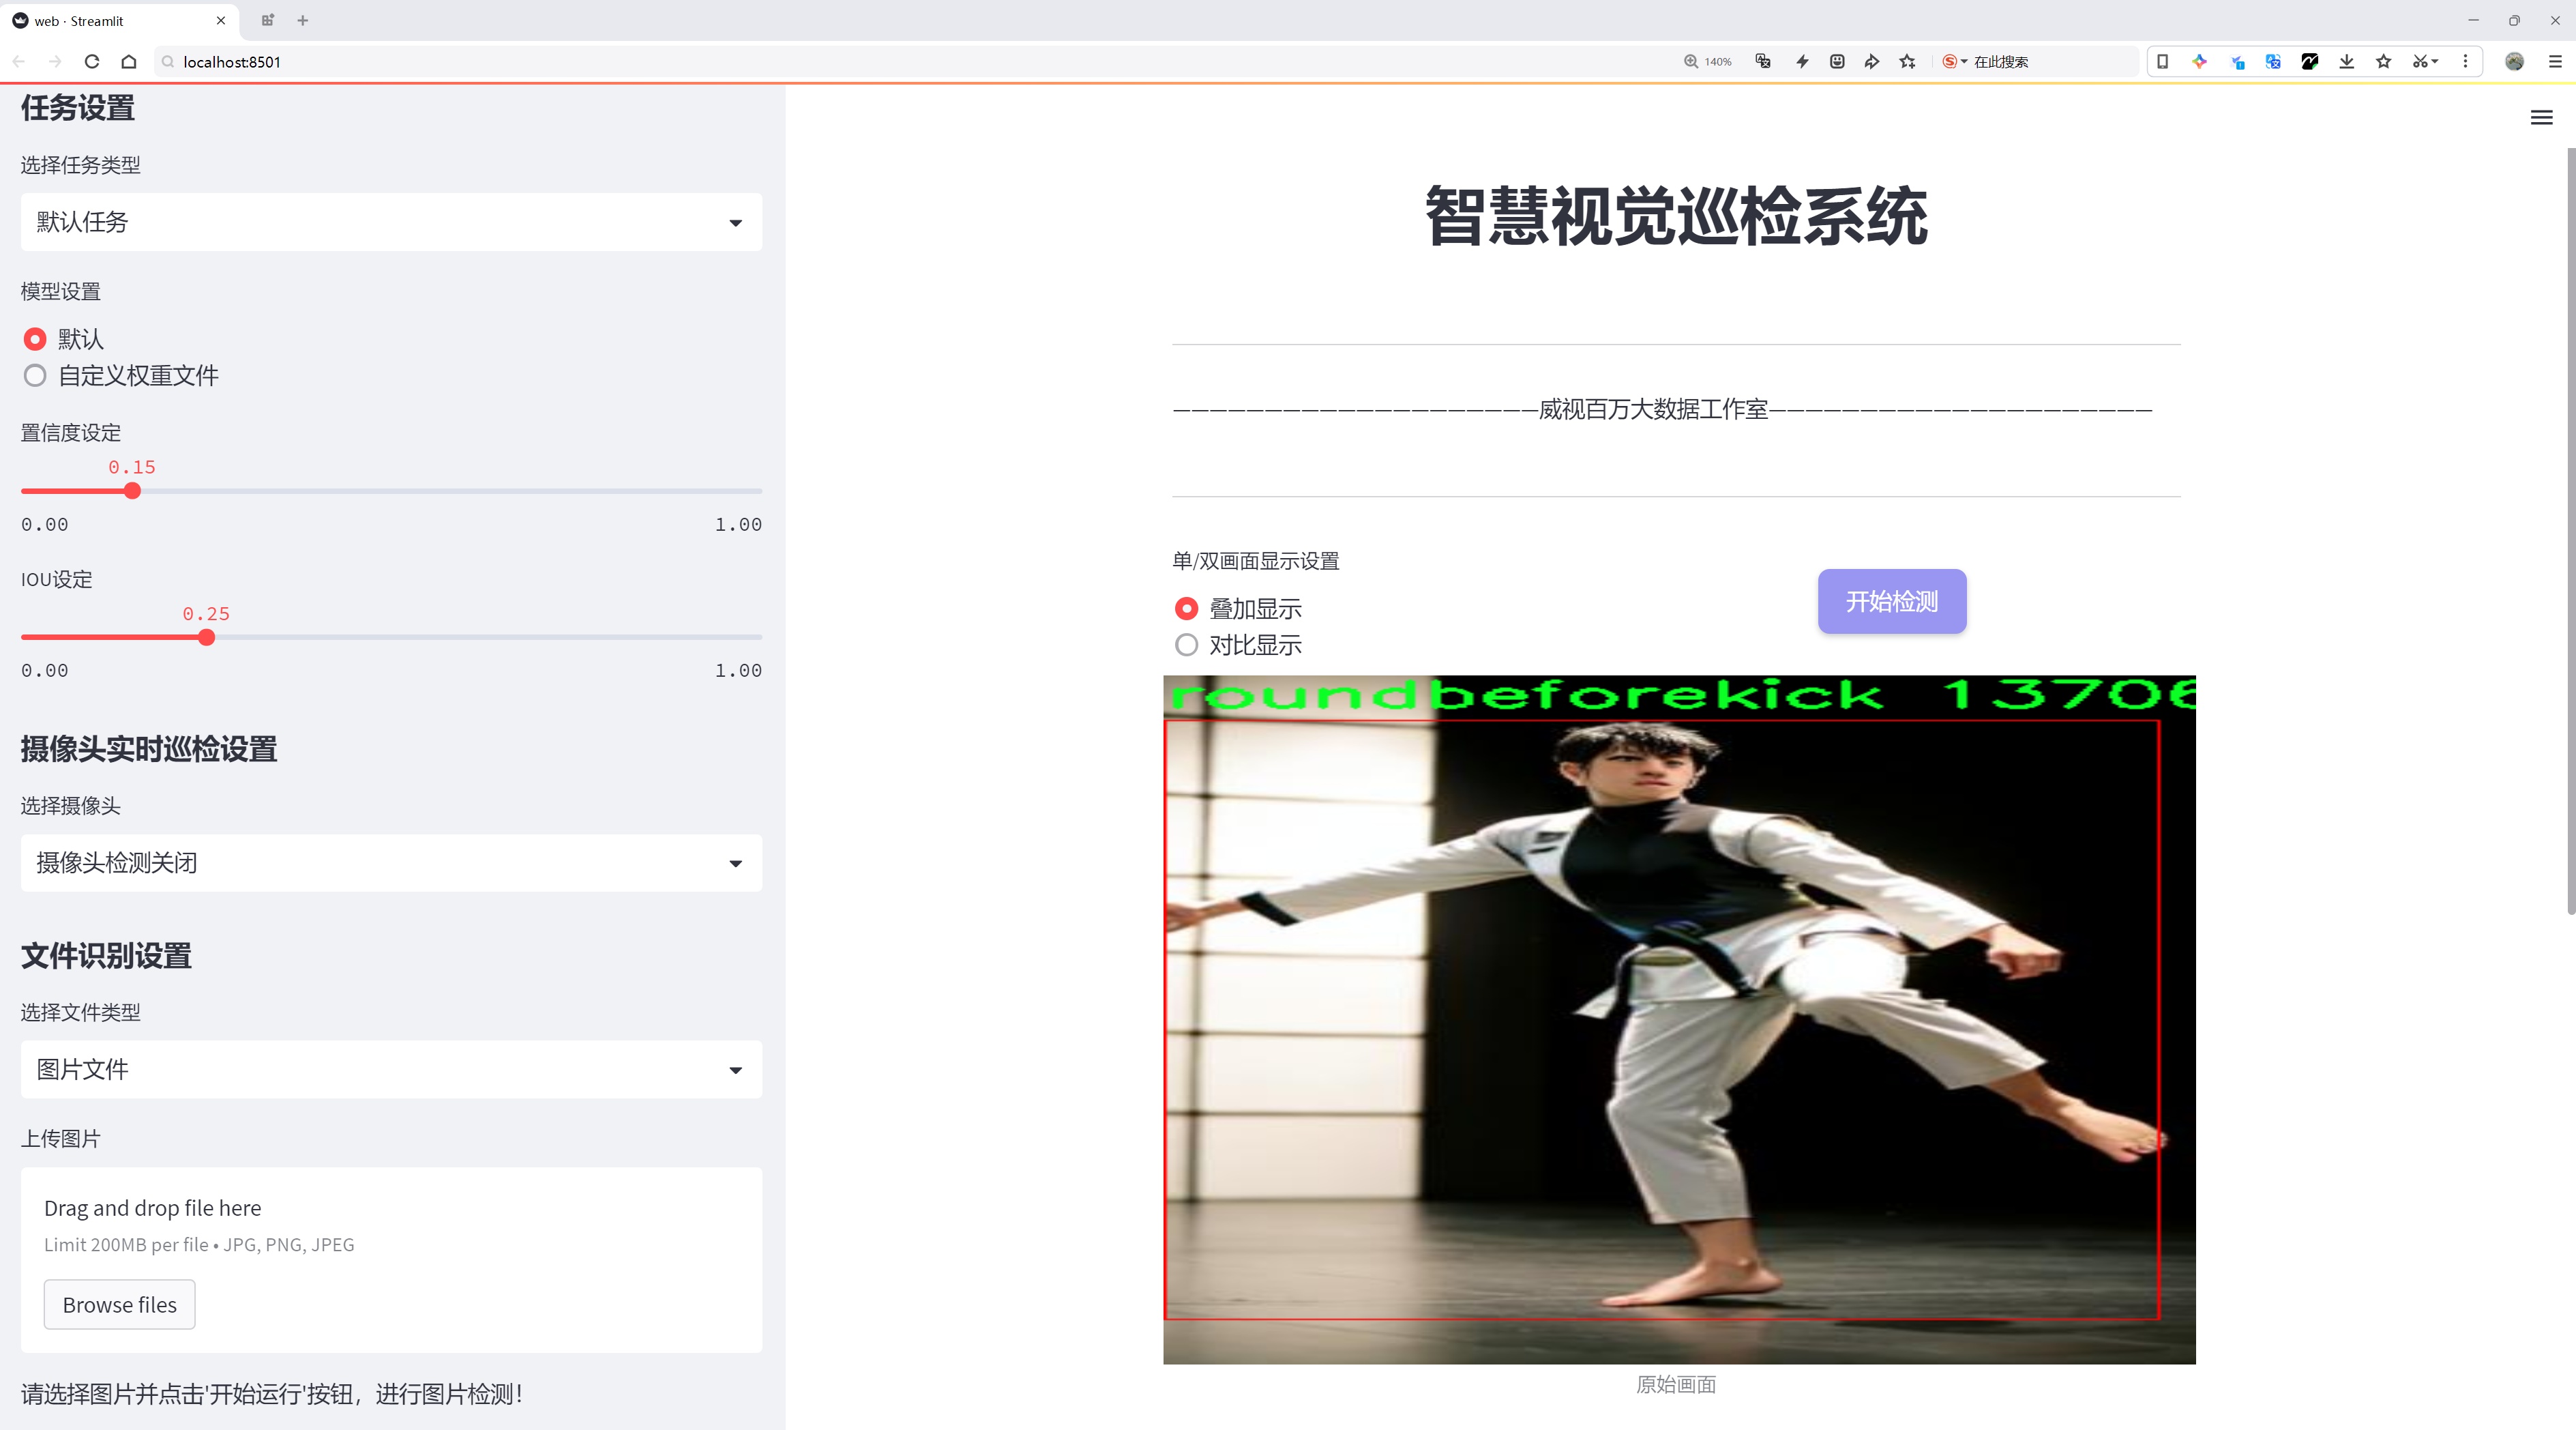 web · Streamlit
localhost:8501
140%
在此搜索
任务设置
选择任务类型
默认任务
模型设置
默认
自定义权重文件
置信度设定
0.15
0.00 1.00
IOU设定
0.25
0.00 1.00
摄像头实时巡检设置
选择摄像头
摄像头检测关闭
文件识别设置
选择文件类型
图片文件
上传图片
Drag and drop file here
Limit 200MB per file • JPG, PNG, JPEG
Browse files
请选择图片并点击'开始运行'按钮，进行图片检测！
智慧视觉巡检系统
—————————————————————威视百万大数据工作室——————————————————————
单/双画面显示设置
叠加显示
对比显示
开始检测
roundbeforekick 13706
原始画面